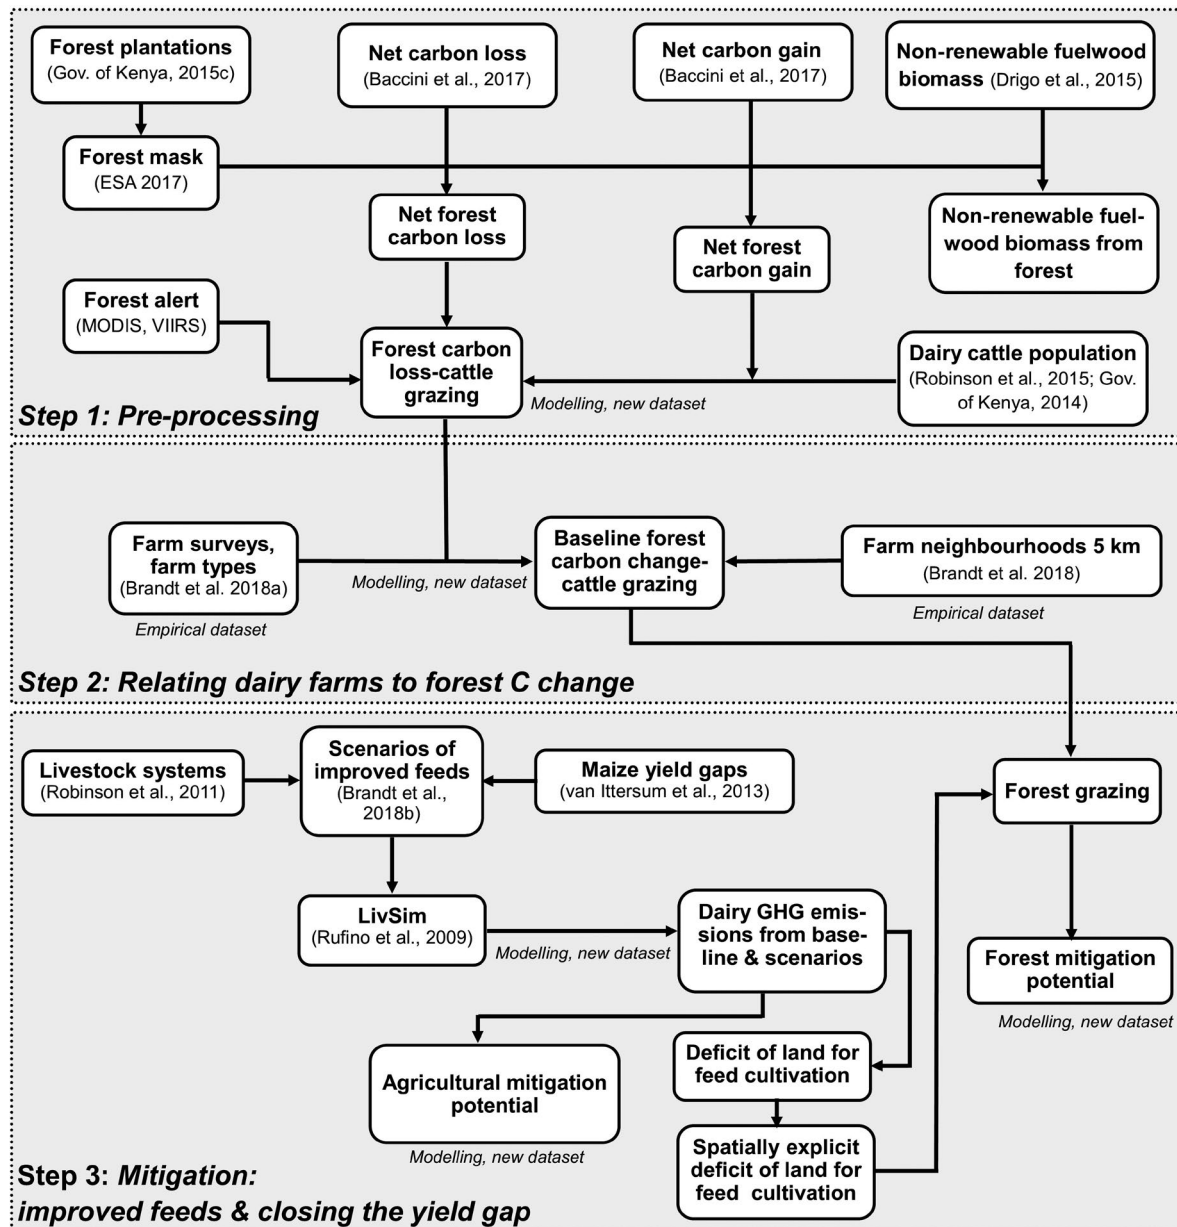 Forest plantations
(Gov. of Kenya, 2015c)
Net carbon loss
(Baccini et al., 2017)
Net carbon gain
(Baccini et al., 2017)
Non-renewable fuelwood
biomass (Drigo et al., 2015)
Forest mask
(ESA 2017)
Net forest
carbon loss
Net forest
carbon gain
Non-renewable fuel-
wood biomass from
forest
Forest alert
(MODIS, VIIRS)
Forest carbon
loss-cattle
grazing
Modelling, new dataset
Dairy cattle population
(Robinson et al., 2015; Gov.
of Kenya, 2014)
Step 1: Pre-processing
Farm surveys,
farm types
(Brandt et al. 2018a)
Empirical dataset
Modelling, new dataset
Baseline forest
carbon change-
cattle grazing
Farm neighbourhoods 5 km
(Brandt et al. 2018)
Empirical dataset
Step 2: Relating dairy farms to forest C change
Livestock systems
(Robinson et al., 2011)
Scenarios of
improved feeds
(Brandt et al.,
2018b)
Maize yield gaps
(van Ittersum et al., 2013)
Forest grazing
LivSim
(Rufino et al., 2009)
Modelling, new dataset
Dairy GHG emis-
sions from base-
line & scenarios
Forest mitigation
potential
Modelling, new dataset
Agricultural mitigation
potential
Modelling, new dataset
Deficit of land for
feed cultivation
Spatially explicit
deficit of land for
feed cultivation
Step 3: Mitigation:
improved feeds & closing the yield gap